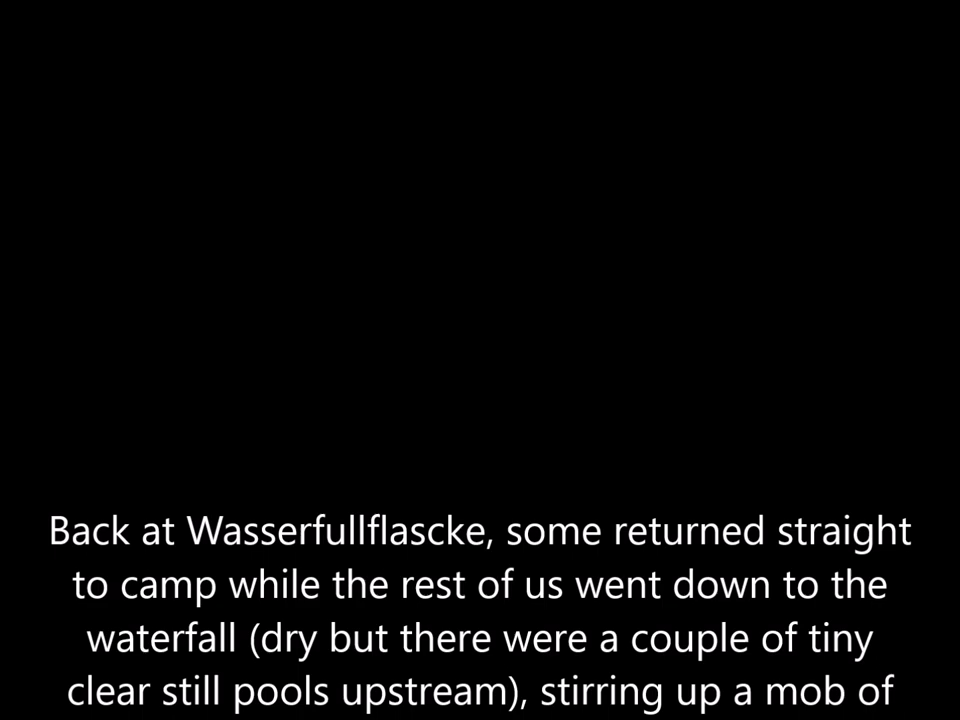 Back at Wasserfullflascke, some returned straight
to camp while the rest of us went down to the
waterfall (dry but there were a couple of tiny
clear still pools upstream), stirring up a mob of